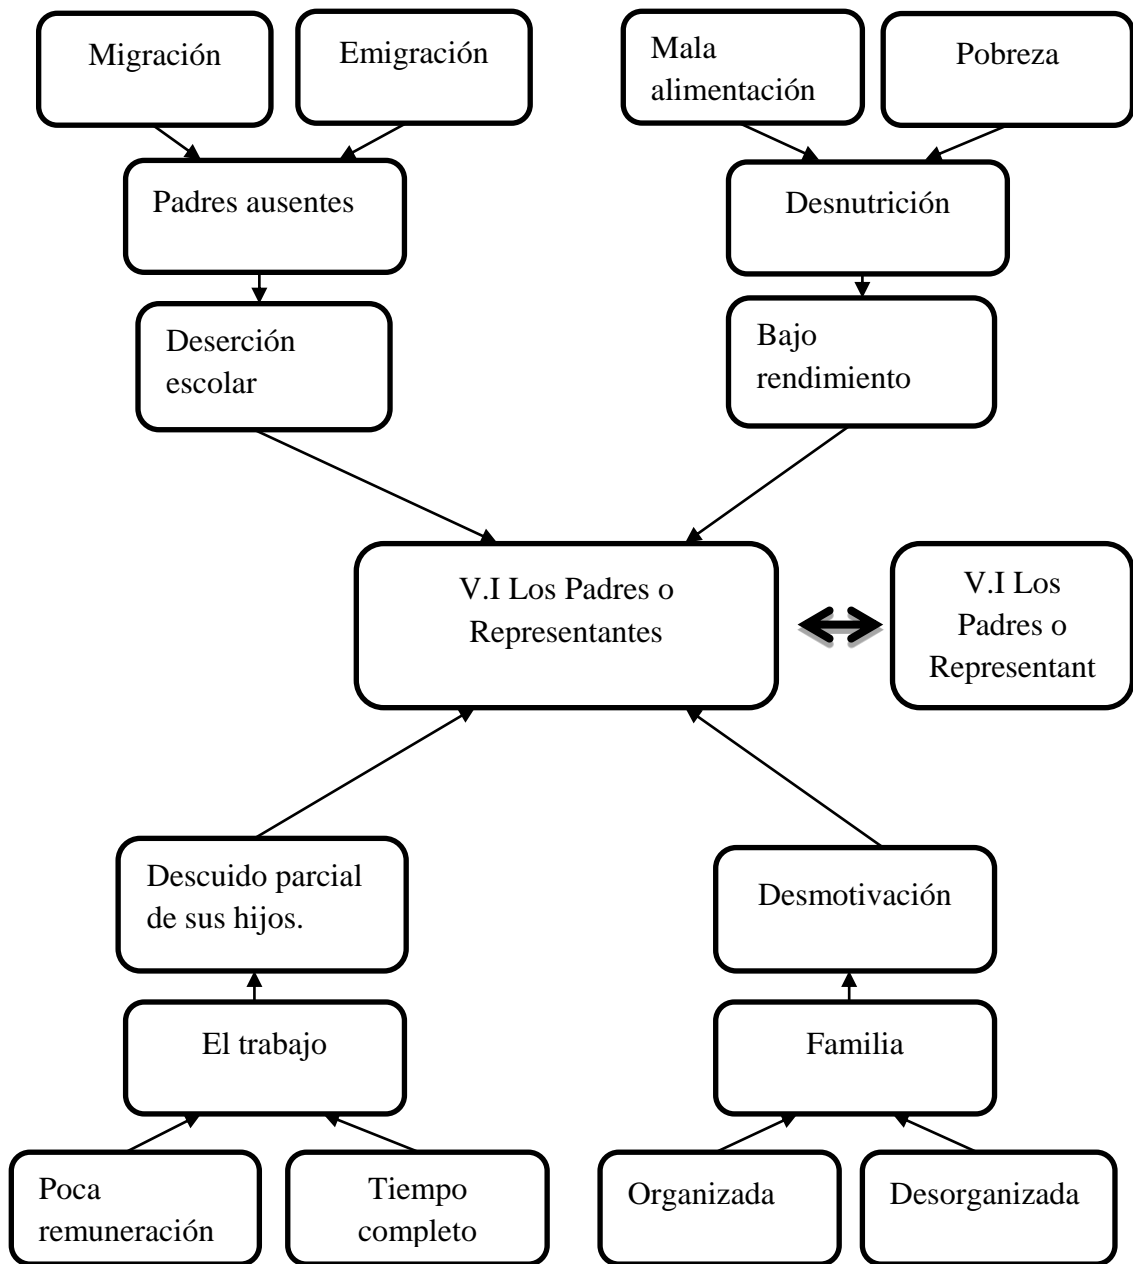 Migración
Emigración
Mala
alimentación
Pobreza
Padres ausentes
Desnutrición
Deserción
escolar
Bajo
rendimiento
V.I Los Padres o
Representantes
V.I Los
Padres o
Representant
Descuido parcial
de sus hijos.
Desmotivación
El trabajo
Familia
Poca
remuneración
Tiempo
completo
Organizada
Desorganizada